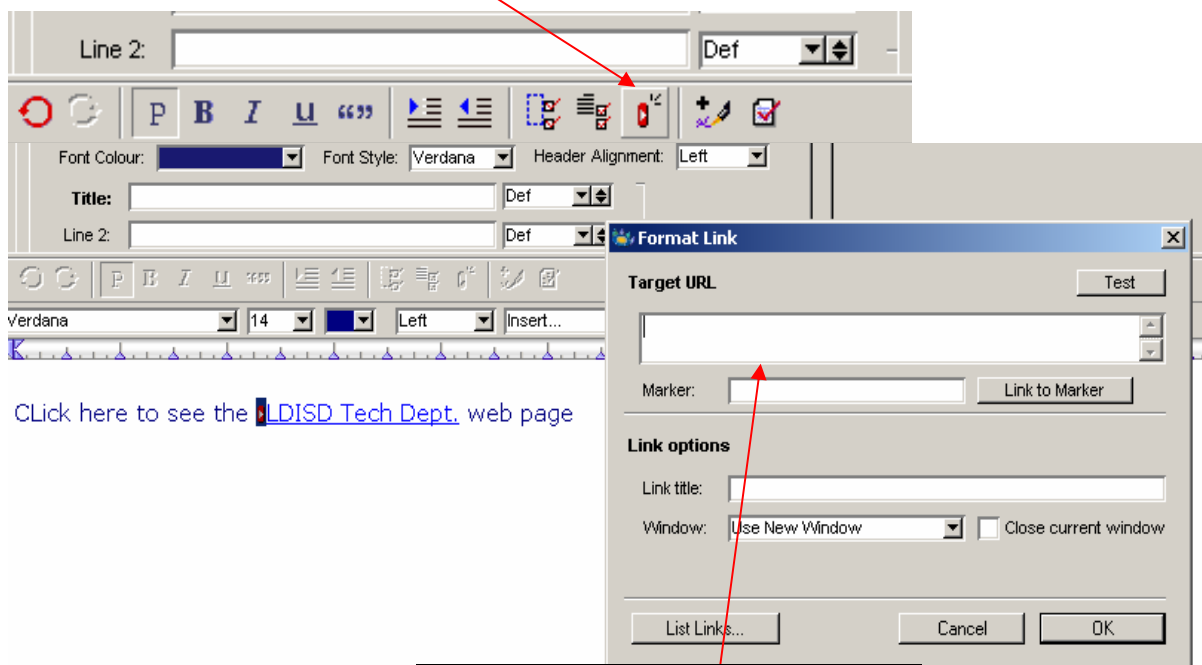 Line 2: Def
P B I u “”
Font Colour: Font Style: Verdana Header Alignment: Left
Title: Def
Line 2: Def
P B I U “”
Verdana 14 Left Insert...
CLick here to see the LDISD Tech Dept. web page
Format Link
Target URL Test
Marker: Link to Marker
Link options
Link title:
Window: Use New Window Close current window
List Links... Cancel OK